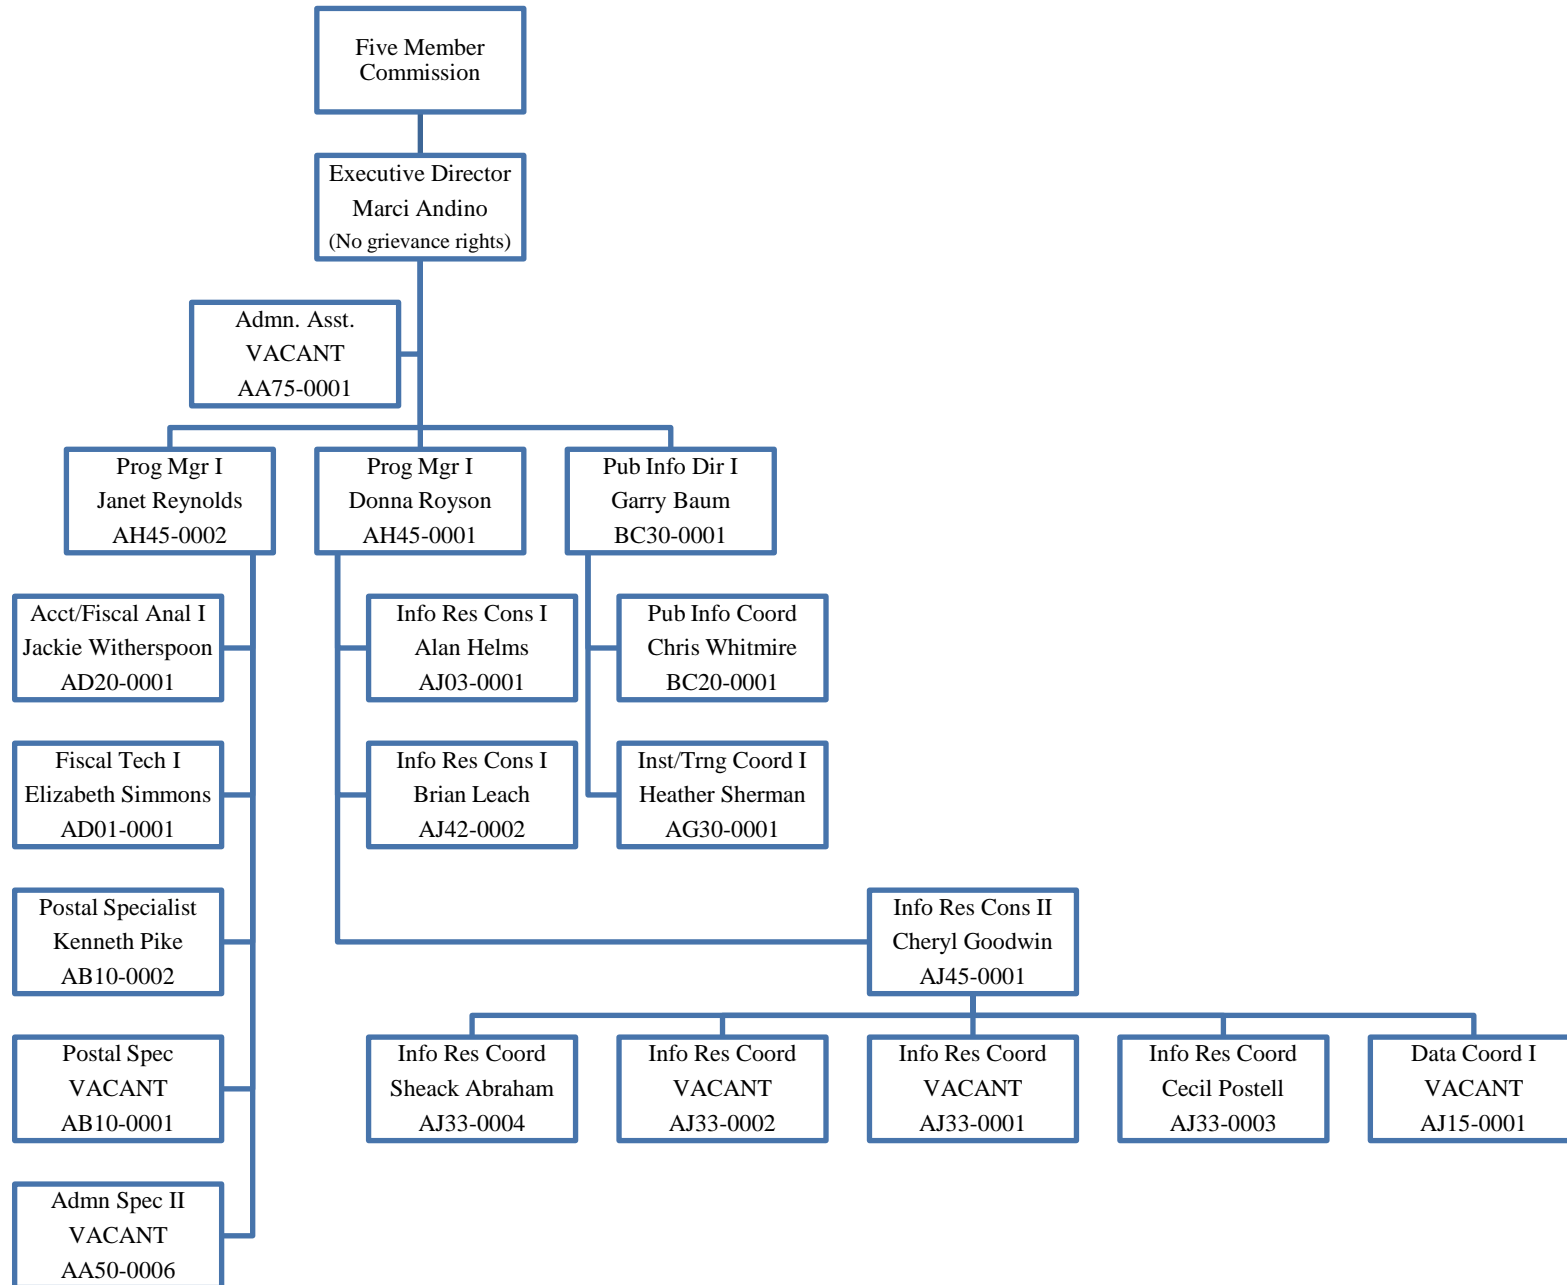 Five Member
Commission
Executive Director
Marci Andino
(No grievance rights)
Admn. Asst.
VACANT
AA75-0001
Prog Mgr I
Janet Reynolds
AH45-0002
Prog Mgr I
Donna Royson
AH45-0001
Pub Info Dir I
Garry Baum
BC30-0001
Acct/Fiscal Anal I
Jackie Witherspoon
AD20-0001
Info Res Cons I
Alan Helms
AJ03-0001
Pub Info Coord
Chris Whitmire
BC20-0001
Fiscal Tech I
Elizabeth Simmons
AD01-0001
Info Res Cons I
Brian Leach
AJ42-0002
Inst/Trng Coord I
Heather Sherman
AG30-0001
Postal Specialist
Kenneth Pike
AB10-0002
Info Res Cons II
Cheryl Goodwin
AJ45-0001
Postal Spec
VACANT
AB10-0001
Info Res Coord
Sheack Abraham
AJ33-0004
Info Res Coord
VACANT
AJ33-0002
Info Res Coord
VACANT
AJ33-0001
Info Res Coord
Cecil Postell
AJ33-0003
Data Coord I
VACANT
AJ15-0001
Admn Spec II
VACANT
AA50-0006